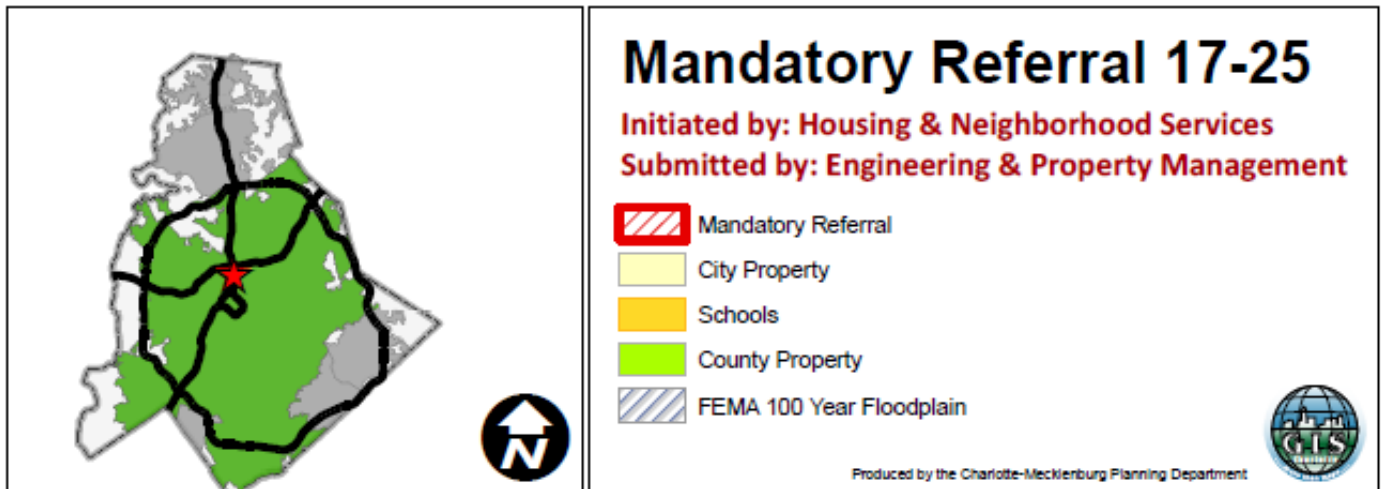 Mandatory Referral 17-25
Initiated by: Housing & Neighborhood Services
Submitted by: Engineering & Property Management
Mandatory Referral
City Property
Schools
County Property
FEMA 100 Year Floodplain
N
GIS
Produced by the Charlotte-Mecklenburg Planning Department